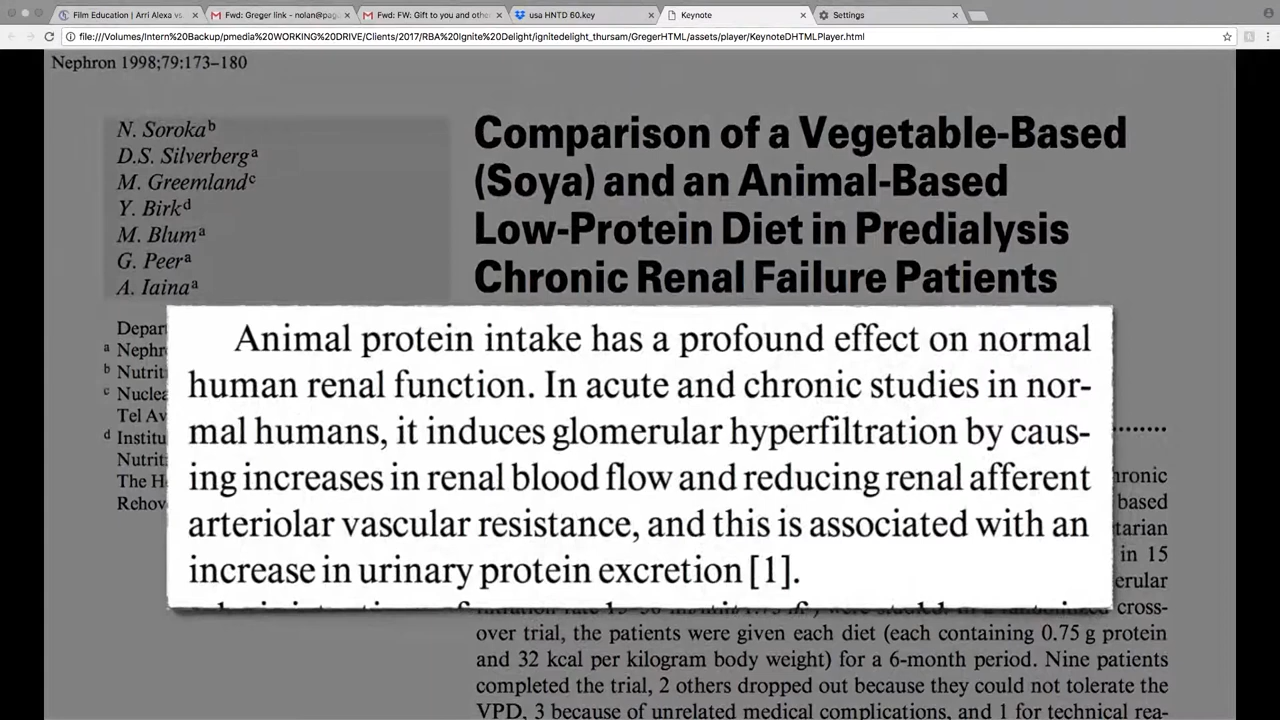 Film Education | Arri Alexa vs.
Fwd: Greger link - nolan@pag
Fwd: FW: Gift to you and othe
usa HNTD 60.key
Keynote
Settings
file:///Volumes/Intern%20Backup/pmedia%20WORKING%20DRIVE/Clients/2017/RBA%20Ignite%20Delight/ignitedelight_thursam/GregerHTML/assets/player/KeynoteDHTMLPlayer.html
Nephron 1998;79:173–180
N. Soroka b
D.S. Silverberg a
M. Greemland c
Y. Birk d
M. Blum a
G. Peer a
A. Iaina a
Comparison of a Vegetable-Based
(Soya) and an Animal-Based
Low-Protein Diet in Predialysis
Chronic Renal Failure Patients
Depar
a Nephr
b Nutrit
c Nuclea
Tel Av
d Institu
Nutrit
The H
Rehov
Animal protein intake has a profound effect on normal
human renal function. In acute and chronic studies in nor-
mal humans, it induces glomerular hyperfiltration by caus-
ing increases in renal blood flow and reducing renal afferent
arteriolar vascular resistance, and this is associated with an
increase in urinary protein excretion [1].
hronic
based
tarian
in 15
erular
cross-
over trial, the patients were given each diet (each containing 0.75 g protein
and 32 kcal per kilogram body weight) for a 6-month period. Nine patients
completed the trial, 2 others dropped out because they could not tolerate the
VPD, 3 because of unrelated medical complications, and 1 for technical rea-